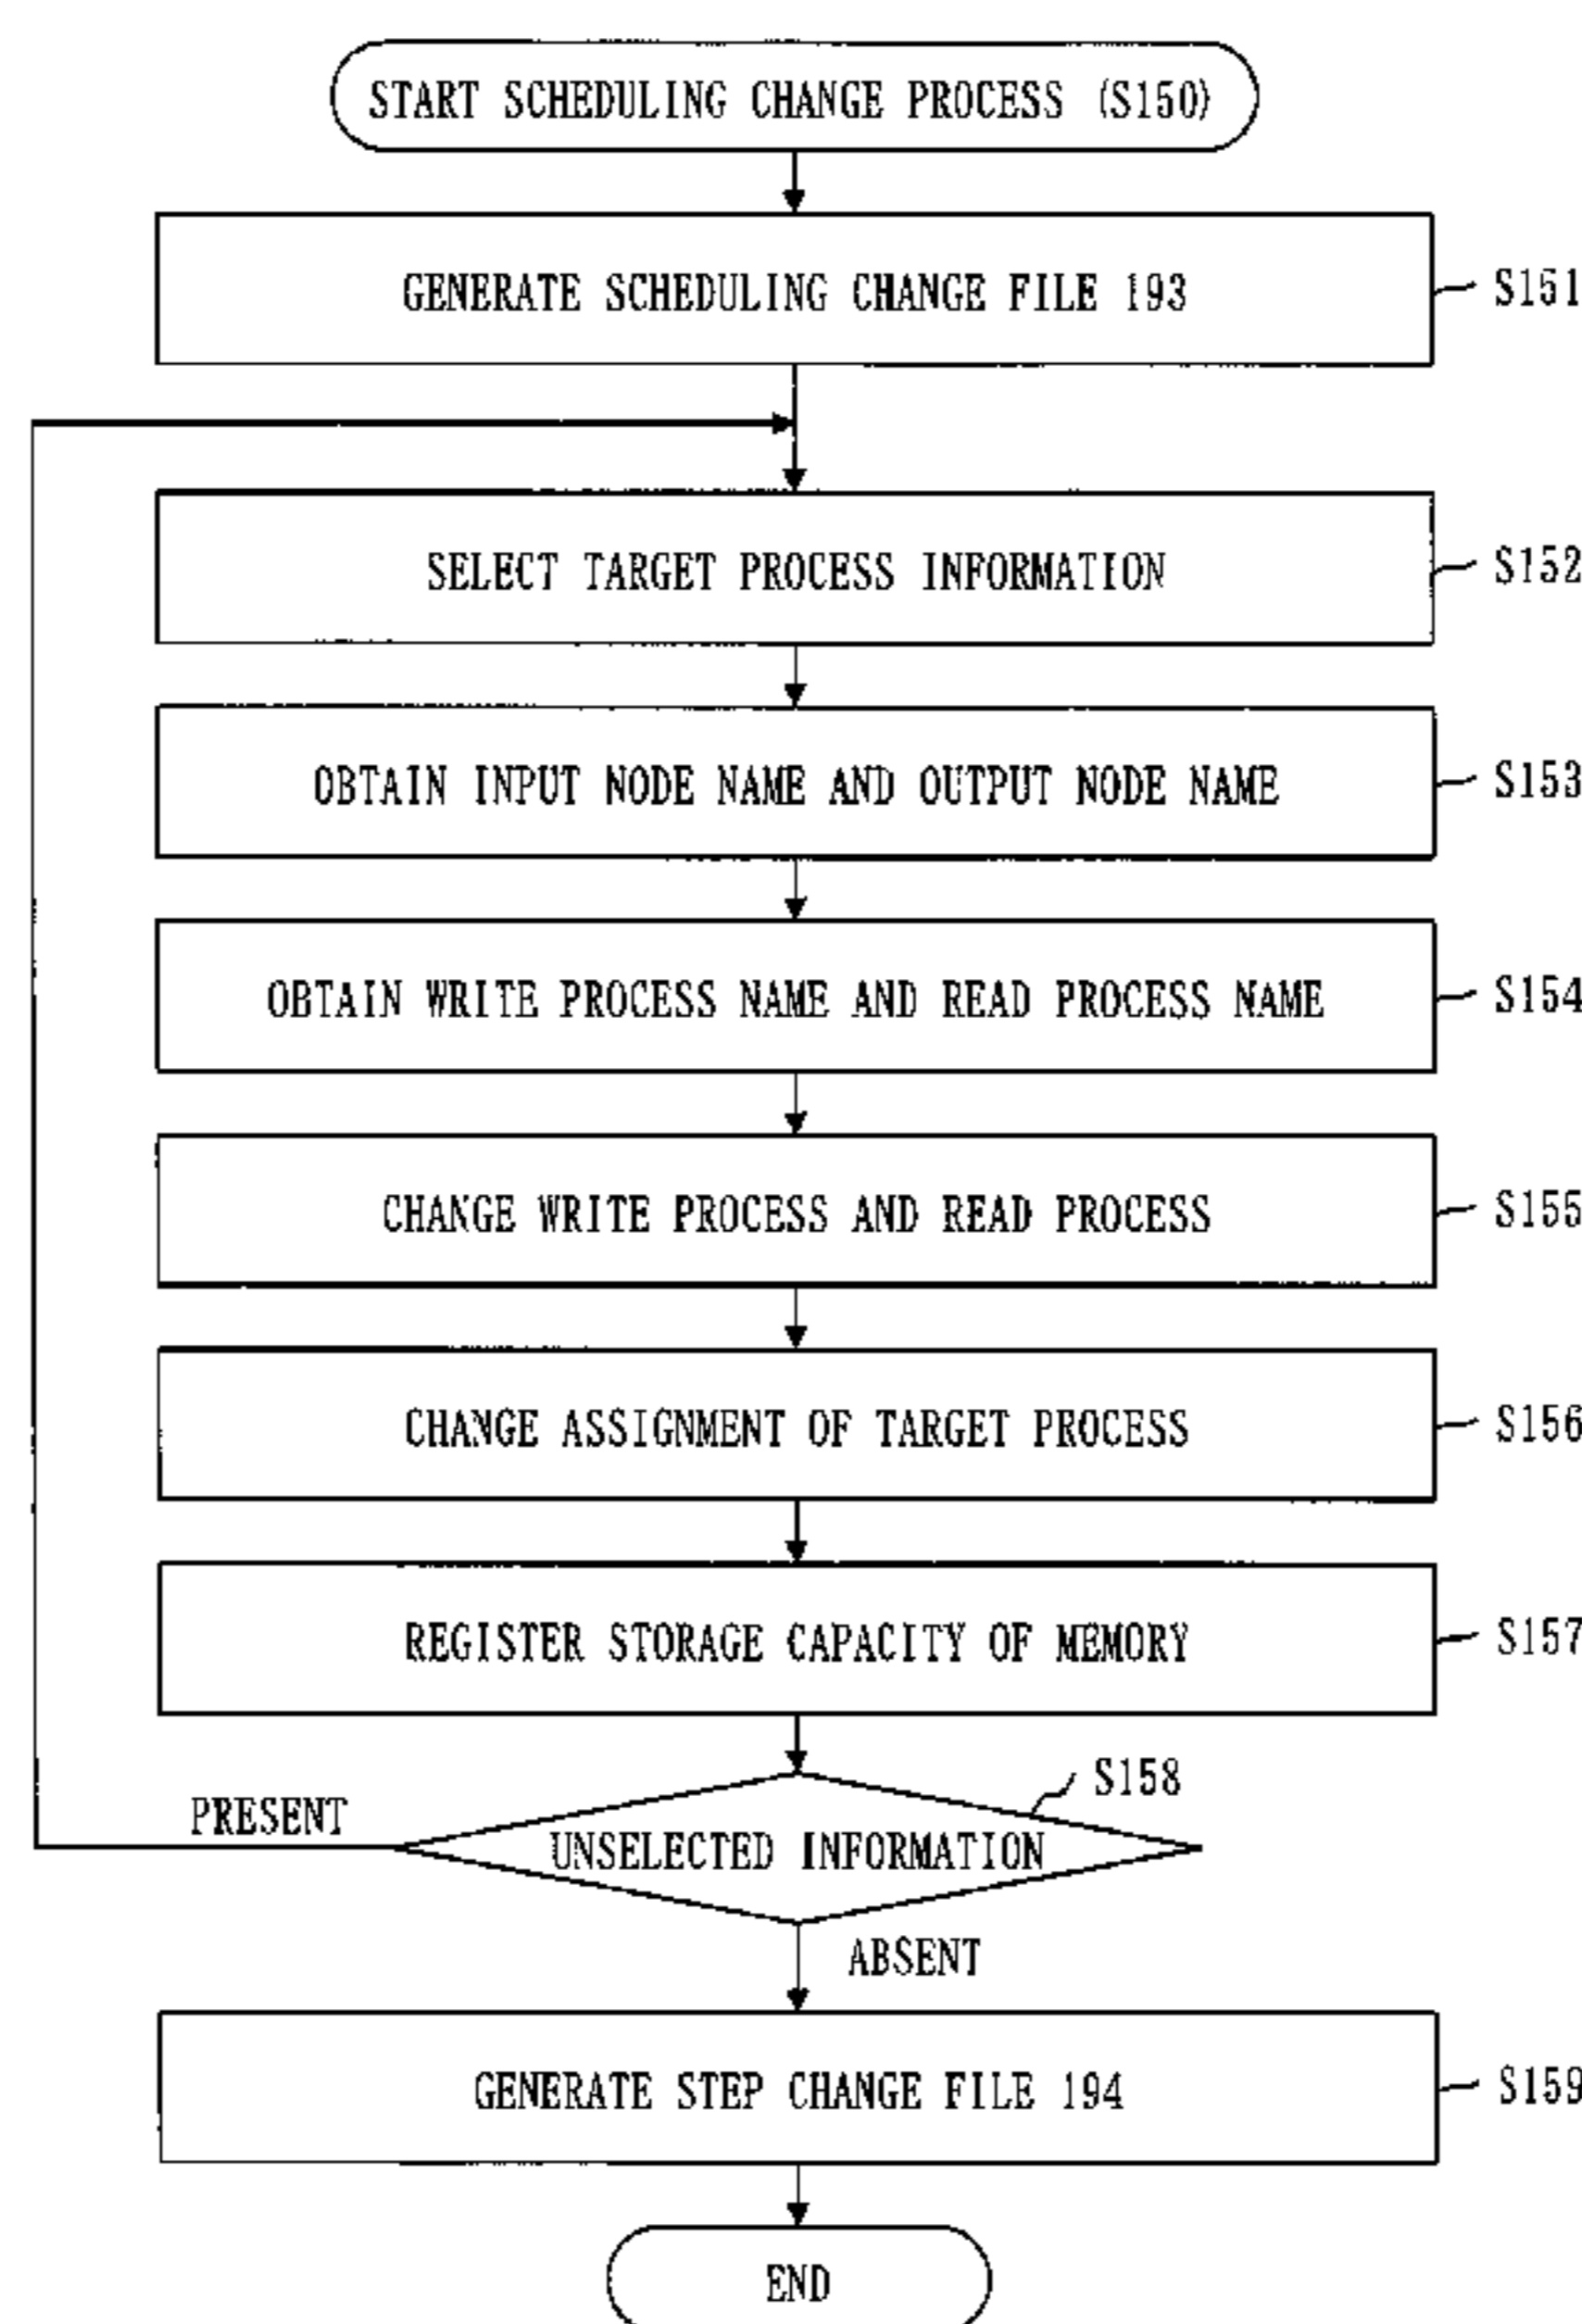 START SCHEDULING CHANGE PROCESS (S150)
GENERATE SCHEDULING CHANGE FILE 193
S151
SELECT TARGET PROCESS INFORMATION
S152
OBTAIN INPUT NODE NAME AND OUTPUT NODE NAME
S153
OBTAIN WRITE PROCESS NAME AND READ PROCESS NAME
S154
CHANGE WRITE PROCESS AND READ PROCESS
S155
CHANGE ASSIGNMENT OF TARGET PROCESS
S156
REGISTER STORAGE CAPACITY OF MEMORY
S157
S158
PRESENT
UNSELECTED INFORMATION
ABSENT
GENERATE STEP CHANGE FILE 194
S159
END